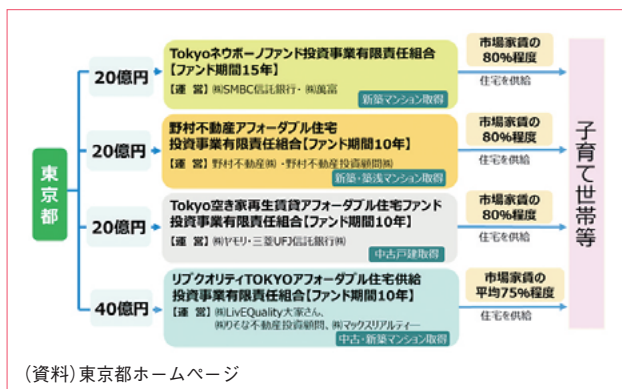 東京都
20億円
Tokyoネウボーノファンド投資事業有限責任組合
【ファンド期間15年】
【運 営】㈱SMBC信託銀行・㈱萬富
新築マンション取得
市場家賃の
80%程度
住宅を供給
20億円
野村不動産アフォーダブル住宅
投資事業有限責任組合【ファンド期間10年】
【運 営】野村不動産㈱・野村不動産投資顧問㈱
新築・築浅マンション取得
市場家賃の
80%程度
住宅を供給
20億円
Tokyo空き家再生賃貸アフォーダブル住宅ファンド
投資事業有限責任組合【ファンド期間10年】
【運 営】㈱ヤモリ・三菱UFJ信託銀行㈱
中古戸建取得
市場家賃の
80%程度
住宅を供給
40億円
リブクオリティTOKYOアフォーダブル住宅供給
投資事業有限責任組合【ファンド期間10年】
【運 営】㈱LivEQuality大家さん、
㈱りそな不動産投資顧問、㈱マックスリアルティー
中古・新築マンション取得
市場家賃の
平均75%程度
住宅を供給
子育て世帯等
(資料)東京都ホームページ